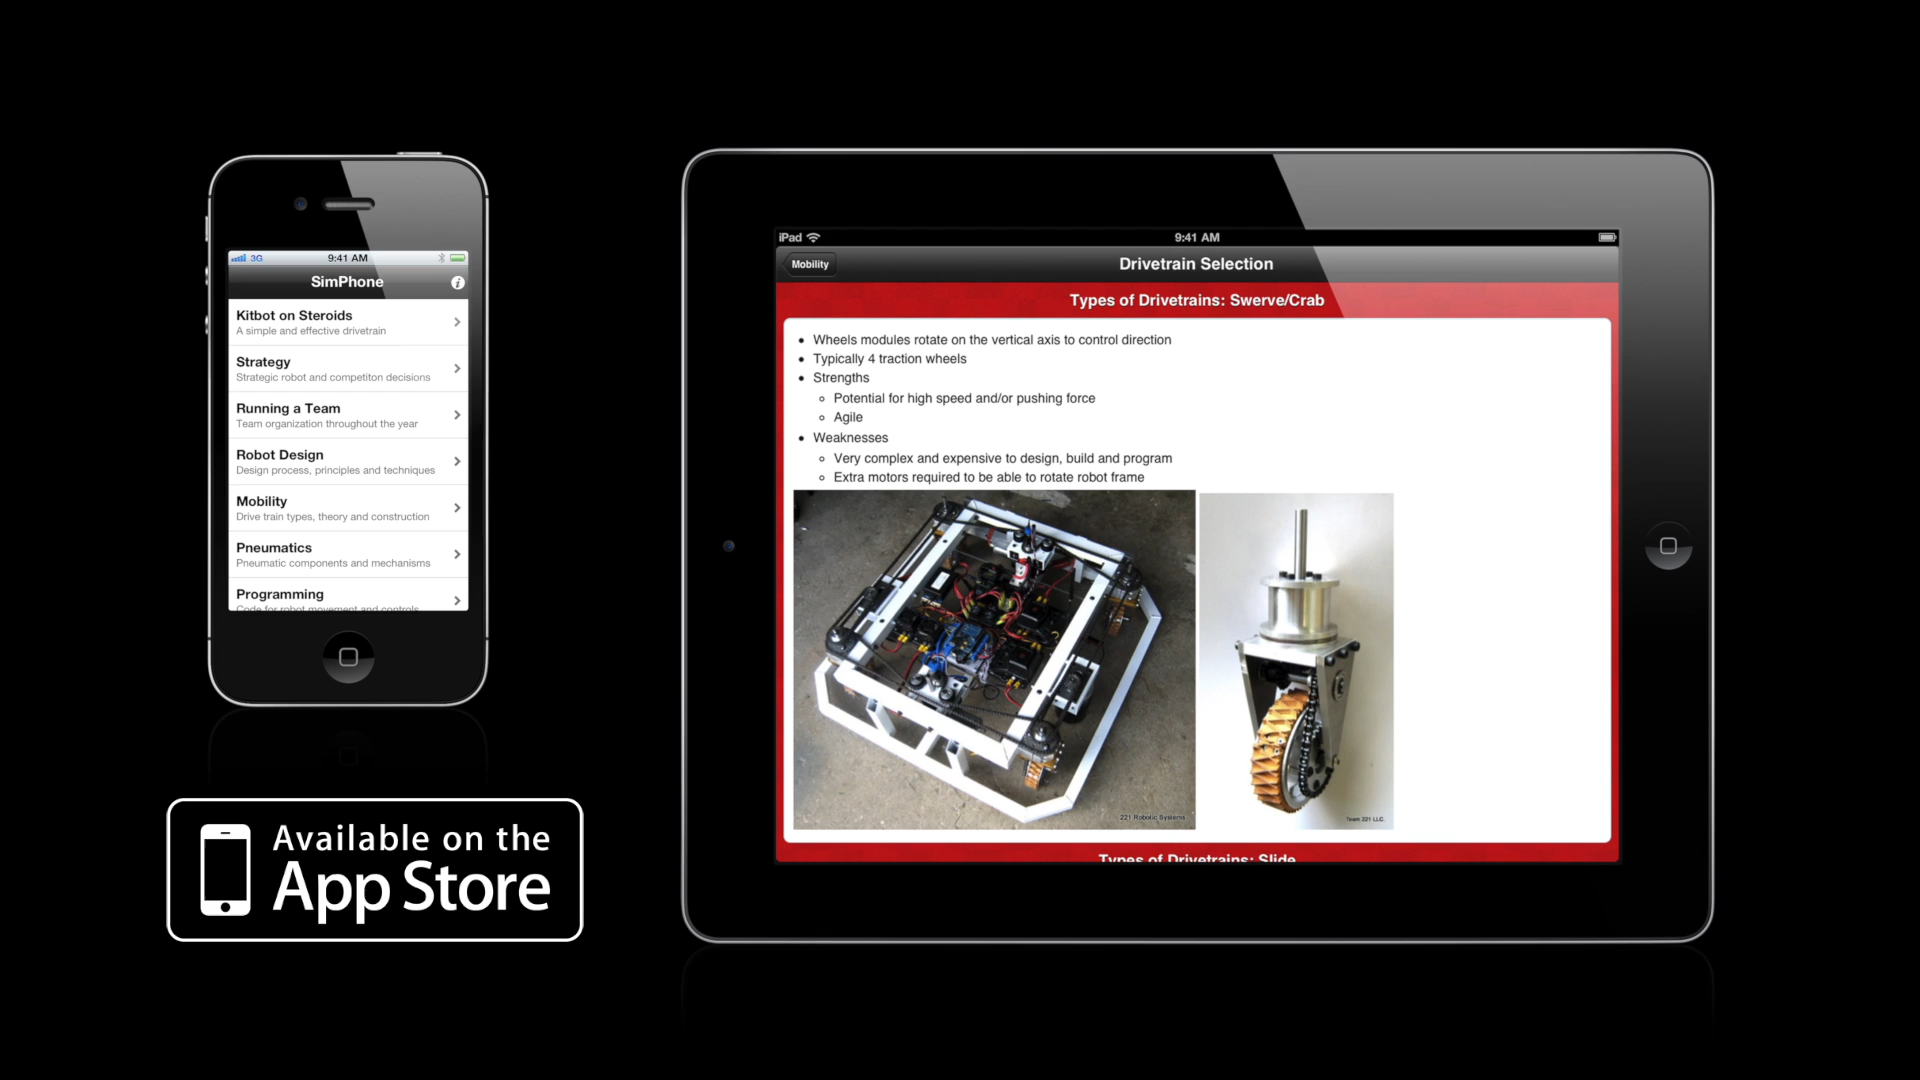 3G 9:41 AM
SimPhone
Kitbot on Steroids
A simple and effective drivetrain
Strategy
Strategic robot and competiton decisions
Running a Team
Team organization throughout the year
Robot Design
Design process, principles and techniques
Mobility
Drive train types, theory and construction
Pneumatics
Pneumatic components and mechanisms
Programming
Code for robot movement and controls
Available on the
App Store
iPad 9:41 AM
Mobility Drivetrain Selection
Types of Drivetrains: Swerve/Crab
Wheels modules rotate on the vertical axis to control direction
Typically 4 traction wheels
Strengths
Potential for high speed and/or pushing force
Agile
Weaknesses
Very complex and expensive to design, build and program
Extra motors required to be able to rotate robot frame
221 Robotic Systems
Team 221 LLC.
Types of Drivetrains: Slide